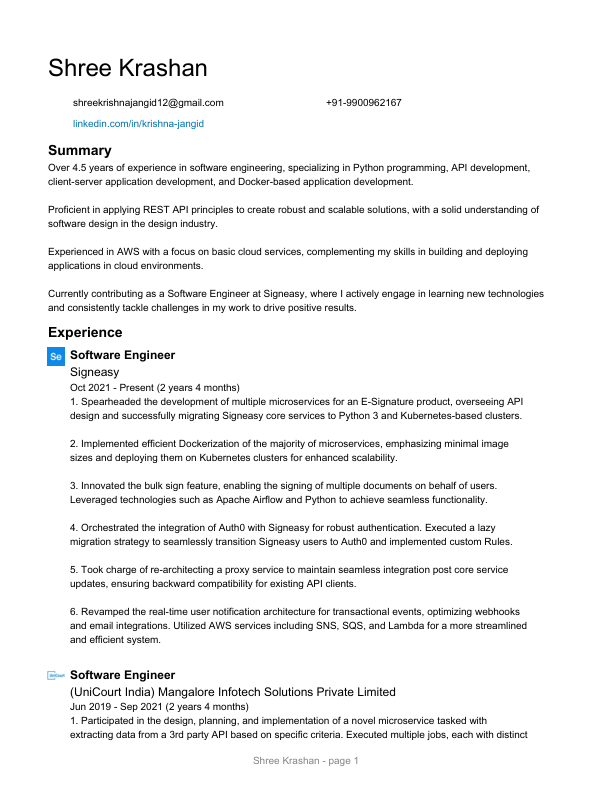 Shree Krashan
shreekrishnajangid12@gmail.com +91-9900962167
linkedin.com/in/krishna-jangid
Summary
Over 4.5 years of experience in software engineering, specializing in Python programming, API development,
client-server application development, and Docker-based application development.
Proficient in applying REST API principles to create robust and scalable solutions, with a solid understanding of
software design in the design industry.
Experienced in AWS with a focus on basic cloud services, complementing my skills in building and deploying
applications in cloud environments.
Currently contributing as a Software Engineer at Signeasy, where I actively engage in learning new technologies
and consistently tackle challenges in my work to drive positive results.
Experience
Se Software Engineer
Signeasy
Oct 2021 - Present (2 years 4 months)
1. Spearheaded the development of multiple microservices for an E-Signature product, overseeing API
design and successfully migrating Signeasy core services to Python 3 and Kubernetes-based clusters.
2. Implemented efficient Dockerization of the majority of microservices, emphasizing minimal image
sizes and deploying them on Kubernetes clusters for enhanced scalability.
3. Innovated the bulk sign feature, enabling the signing of multiple documents on behalf of users.
Leveraged technologies such as Apache Airflow and Python to achieve seamless functionality.
4. Orchestrated the integration of Auth0 with Signeasy for robust authentication. Executed a lazy
migration strategy to seamlessly transition Signeasy users to Auth0 and implemented custom Rules.
5. Took charge of re-architecting a proxy service to maintain seamless integration post core service
updates, ensuring backward compatibility for existing API clients.
6. Revamped the real-time user notification architecture for transactional events, optimizing webhooks
and email integrations. Utilized AWS services including SNS, SQS, and Lambda for a more streamlined
and efficient system.
Software Engineer
(UniCourt India) Mangalore Infotech Solutions Private Limited
Jun 2019 - Sep 2021 (2 years 4 months)
1. Participated in the design, planning, and implementation of a novel microservice tasked with
extracting data from a 3rd party API based on specific criteria. Executed multiple jobs, each with distinct
Shree Krashan - page 1